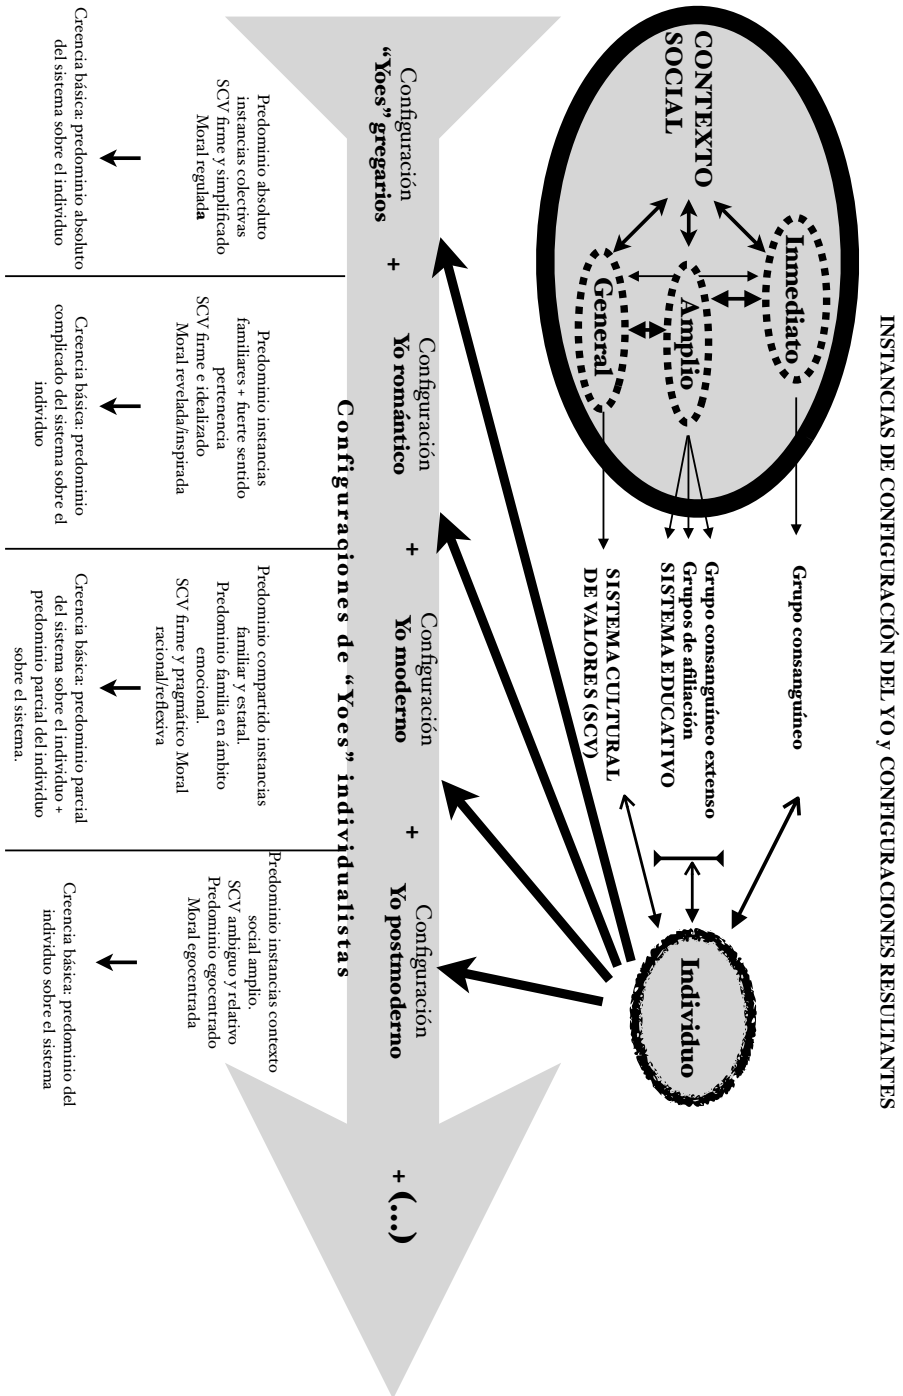 INSTANCIAS DE CONFIGURACIÓN DEL YO y CONFIGURACIONES RESULTANTES
CONTEXTO
SOCIAL
Inmediato
Amplio
General
Grupo consanguíneo
Grupo consanguíneo extenso
Grupos de afiliación
SISTEMA EDUCATIVO
SISTEMA CULTURAL
DE VALORES (SCV)
Individuo
Configuración
“Yoes” gregarios
+
Configuración
Yo romántico
+
Configuración
Yo moderno
+
Configuración
Yo postmoderno
+ (...)
Configuraciones de “Yoes” individualistas
Predominio absoluto
instancias colectivas
SCV firme y simplificado
Moral regulada
Creencia básica: predominio absoluto
del sistema sobre el individuo
Predominio instancias
familiares + fuerte sentido
pertenencia
SCV firme e idealizado
Moral revelada/inspirada
Creencia básica: predominio
complicado del sistema sobre el
individuo
Predominio compartido instancias
familiar y estatal.
Predominio familia en ámbito
emocional.
SCV firme y pragmático Moral
racional/reflexiva
Creencia básica: predominio parcial
del sistema sobre el individuo +
predominio parcial del individuo
sobre el sistema.
Predominio instancias contexto
social amplio.
SCV ambiguo y relativo
Predominio egocentrado
Moral egocentrada
Creencia básica: predominio del
individuo sobre el sistema